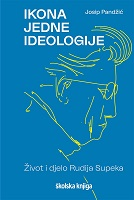 Josip Pandžić
IKONA
JEDNE
IDEOLOGIJE
Život i djelo Rudija Supeka
školska knjiga